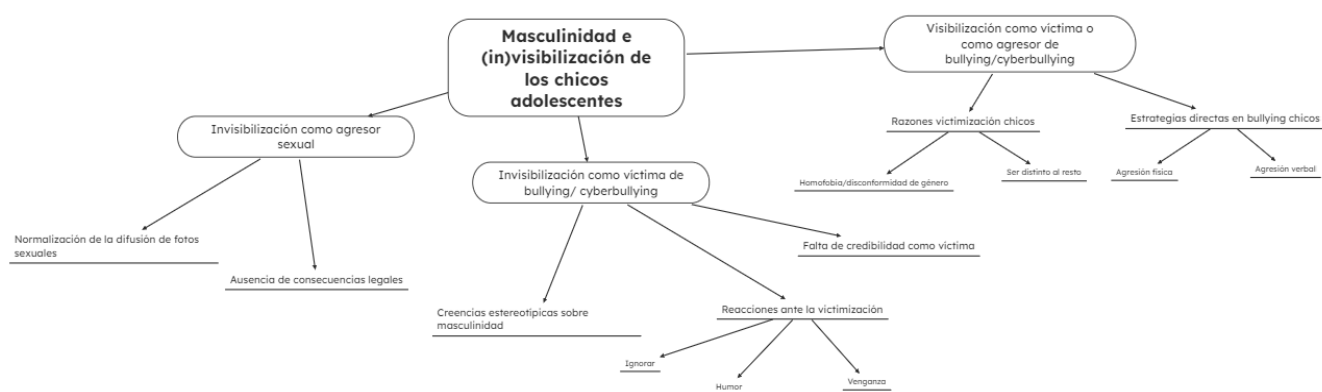 Masculinidad e
(in)visibilización de
los chicos
adolescentes
Visibilización como víctima o
como agresor de
bullying/cyberbullying
Invisibilización como agresor
sexual
Razones victimización chicos
Estrategias directas en bullying chicos
Invisibilización como víctima de
bullying/ cyberbullying
Homofobia/disconformidad de género
Ser distinto al resto
Agresión física
Agresión verbal
Normalización de la difusión de fotos
sexuales
Ausencia de consecuencias legales
Falta de credibilidad como víctima
Creencias estereotípicas sobre
masculinidad
Reacciones ante la victimización
Ignorar
Humor
Venganza